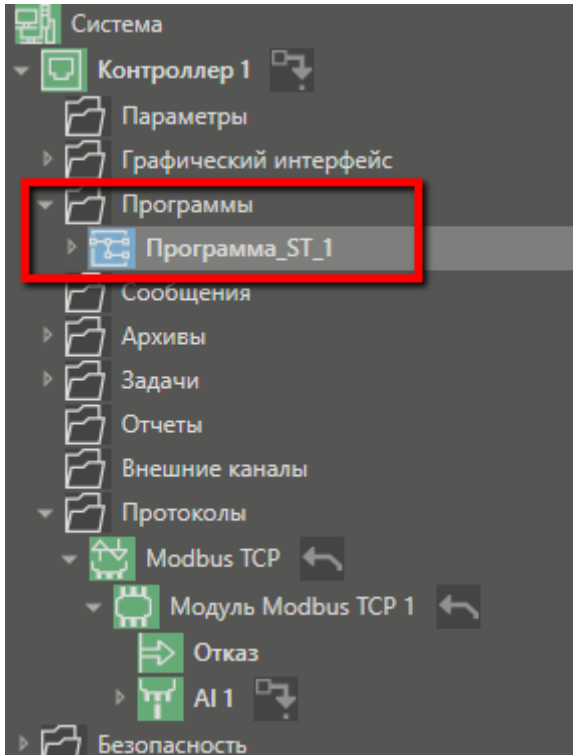 Система
Контроллер 1
Параметры
Графический интерфейс
Программы
Программа_ST_1
Сообщения
Архивы
Задачи
Отчеты
Внешние каналы
Протоколы
Modbus TCP
Модуль Modbus TCP 1
Отказ
AI 1
Безопасность